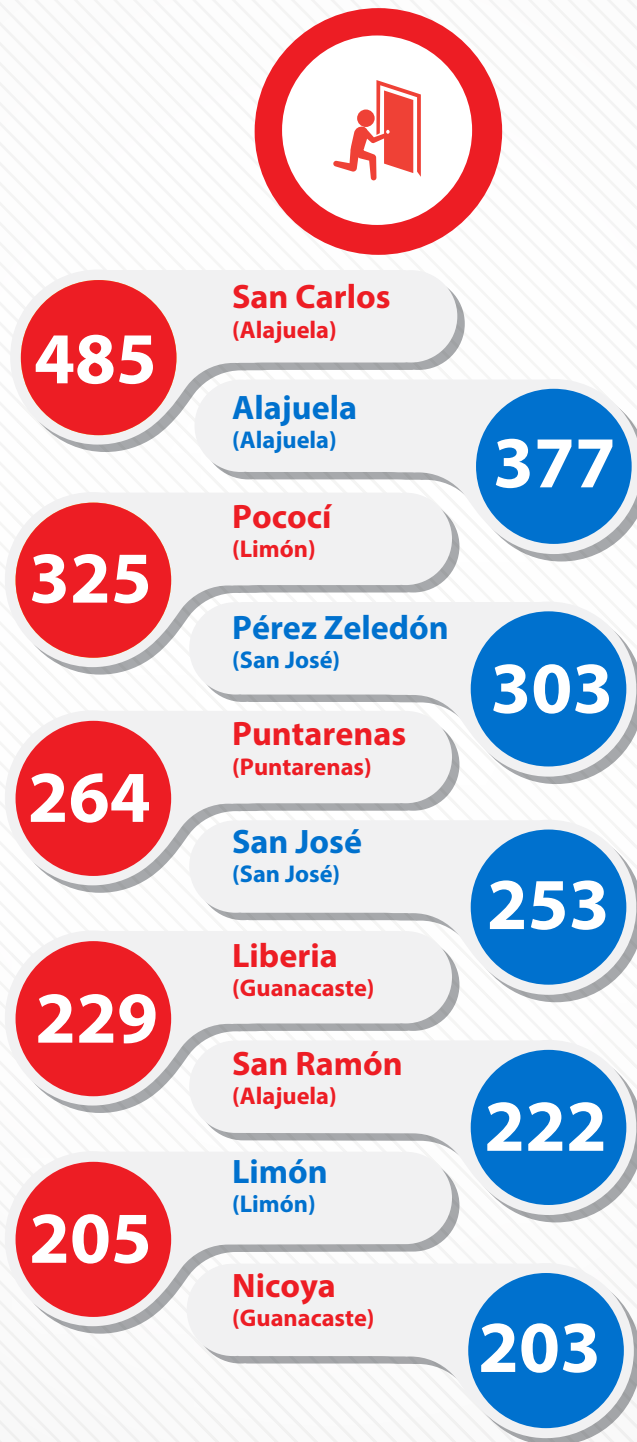 485
San Carlos
(Alajuela)
Alajuela
(Alajuela)
377
325
Pococí
(Limón)
Pérez Zeledón
(San José)
303
264
Puntarenas
(Puntarenas)
San José
(San José)
253
229
Liberia
(Guanacaste)
San Ramón
(Alajuela)
222
205
Limón
(Limón)
Nicoya
(Guanacaste)
203